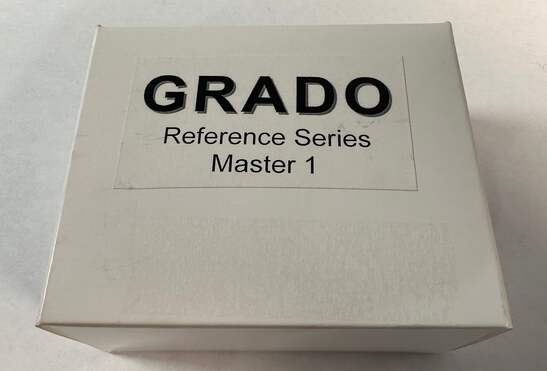 GRADO
Reference Series
Master 1